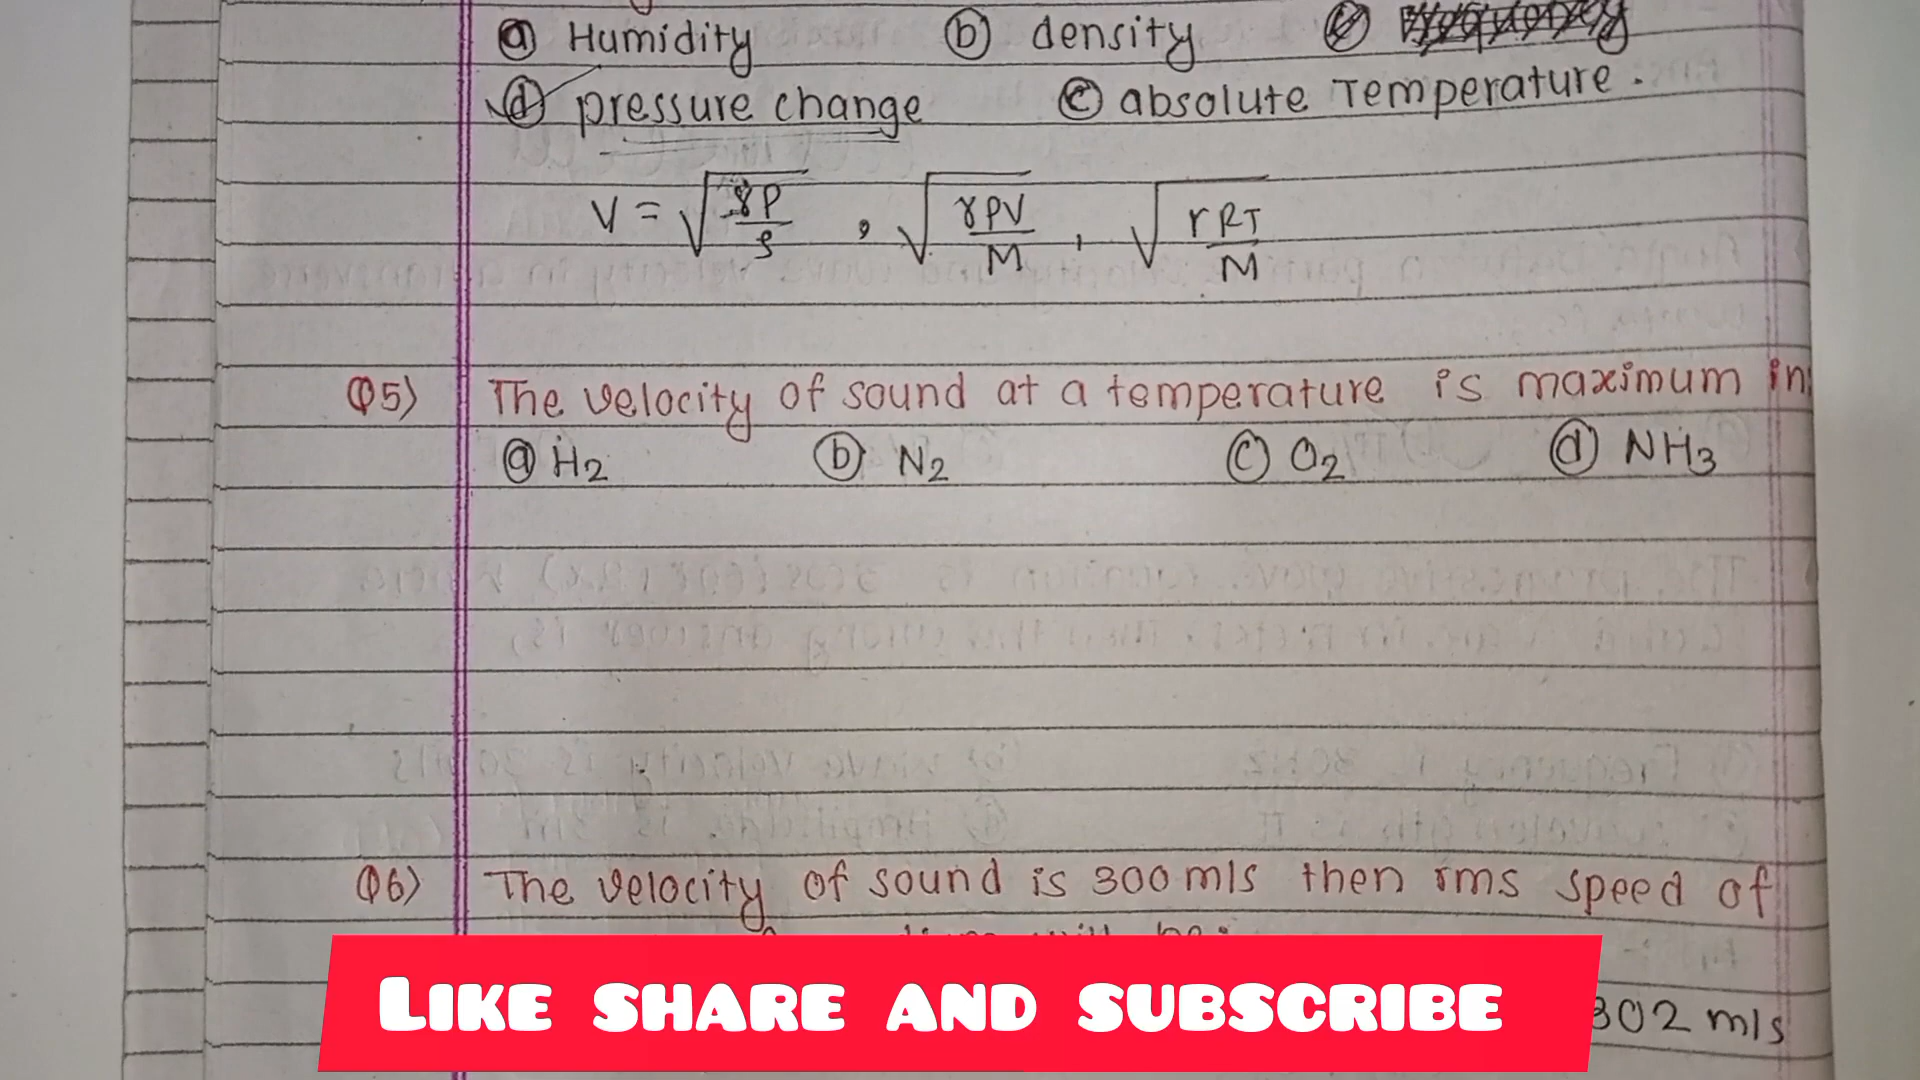 ⓐ Humidity ⓑ density ⓒ
ⓓ pressure change ⓒ absolute Temperature.
V = √(γP/ρ) , √(γPV/M) , √(rRT/M)
Q5) The velocity of sound at a temperature is maximum in
ⓐ H₂ ⓑ N₂ ⓒ O₂ ⓓ NH₃
Q6) The velocity of sound is 300 m/s then rms speed of
will be:
LIKE SHARE AND SUBSCRIBE
302 m/s